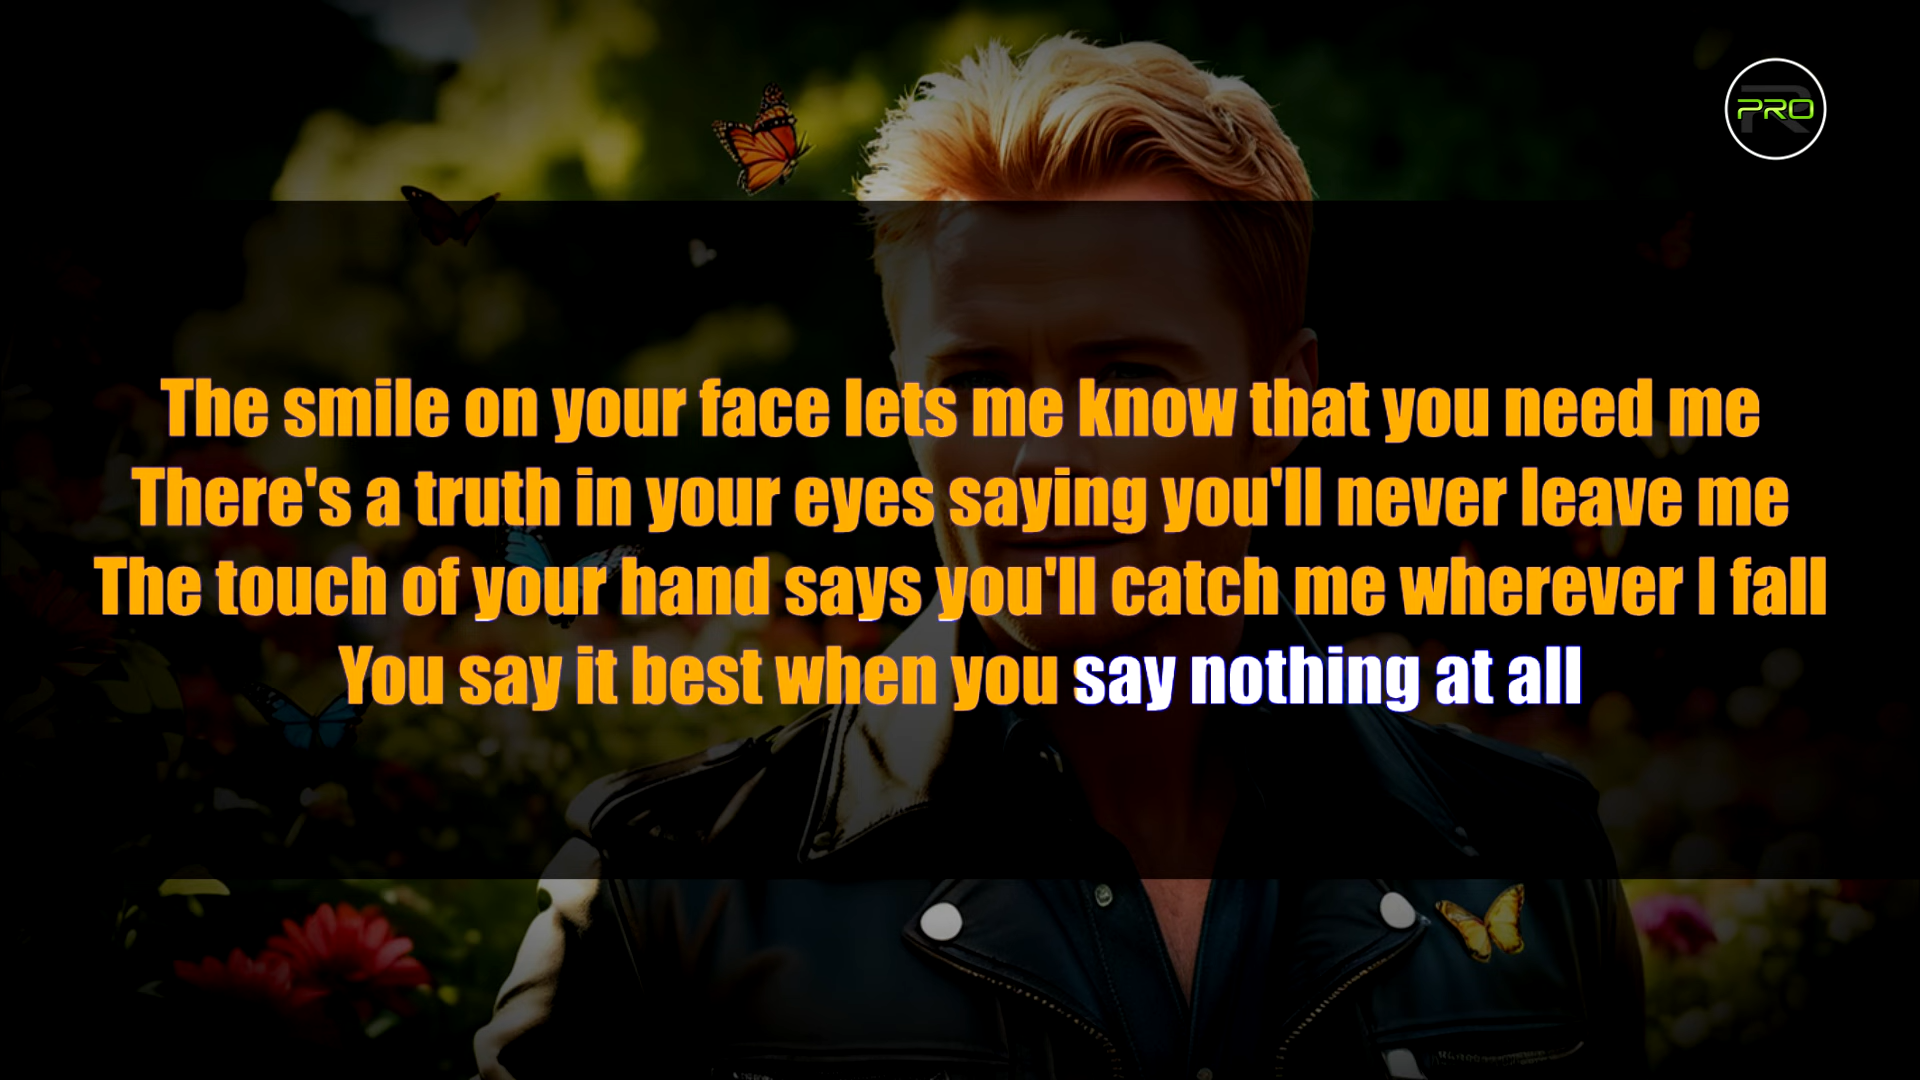 PRO
The smile on your face lets me know that you need me
There's a truth in your eyes saying you'll never leave me
The touch of your hand says you'll catch me wherever I fall
You say it best when you say nothing at all